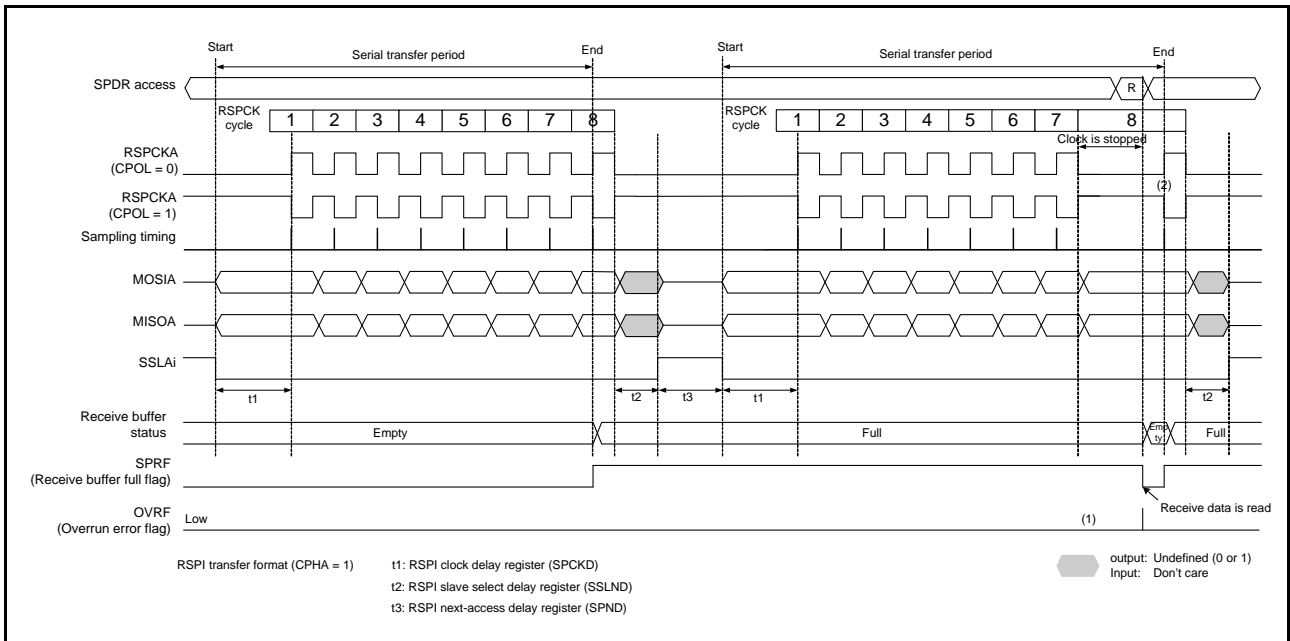 Start
Serial transfer period
End
Start
Serial transfer period
End
SPDR access
R
RSPCK
cycle
1 2 3 4 5 6 7 8
RSPCK
cycle
1 2 3 4 5 6 7 8
Clock is stopped
RSPCKA
(CPOL = 0)
(2)
RSPCKA
(CPOL = 1)
Sampling timing
MOSIA
MISOA
SSLAi
t1
t2
t3
t1
t2
Receive buffer
status
Empty
Full
Emp
ty
Full
SPRF
(Receive buffer full flag)
Receive data is read
OVRF
(Overrun error flag)
Low
(1)
RSPI transfer format (CPHA = 1)
t1: RSPI clock delay register (SPCKD)
t2: RSPI slave select delay register (SSLND)
t3: RSPI next-access delay register (SPND)
output: Undefined (0 or 1)
Input: Don't care